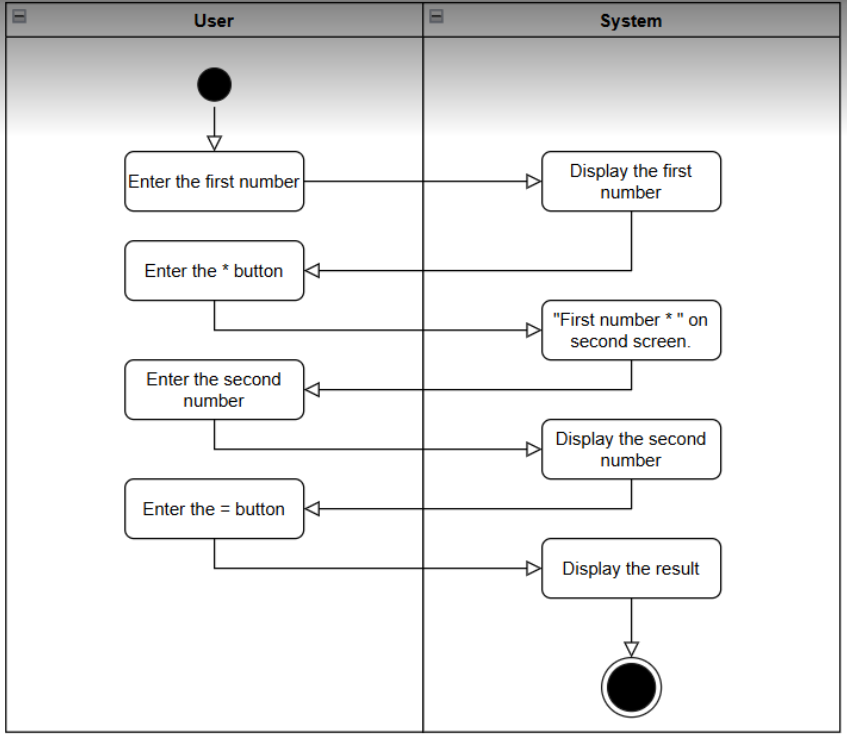 User
System
Enter the first number
Display the first
number
Enter the * button
"First number * " on
second screen.
Enter the second
number
Display the second
number
Enter the = button
Display the result